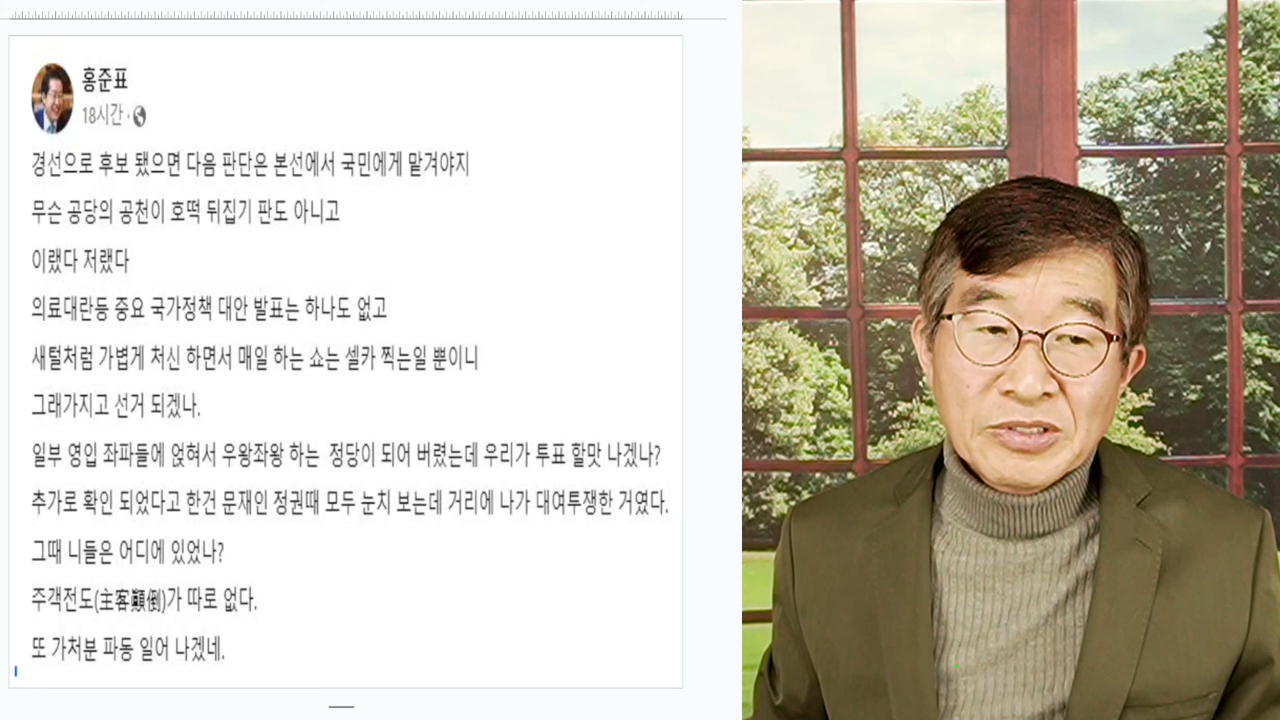 홍준표
18시간 ·
경선으로 후보 됐으면 다음 판단은 본선에서 국민에게 맡겨야지
무슨 공당의 공천이 호떡 뒤집기 판도 아니고
이랬다 저랬다
의료대란등 중요 국가정책 대안 발표는 하나도 없고
새털처럼 가볍게 처신 하면서 매일 하는 쇼는 셀카 찍는일 뿐이니
그래가지고 선거 되겠나.
일부 영입 좌파들에 얹혀서 우왕좌왕 하는 정당이 되어 버렸는데 우리가 투표 할맛 나겠나?
추가로 확인 되었다고 한건 문재인 정권때 모두 눈치 보는데 거리에 나가 대여투쟁한 거였다.
그때 니들은 어디에 있었나?
주객전도(主客顚倒)가 따로 없다.
또 가처분 파동 일어 나겠네.